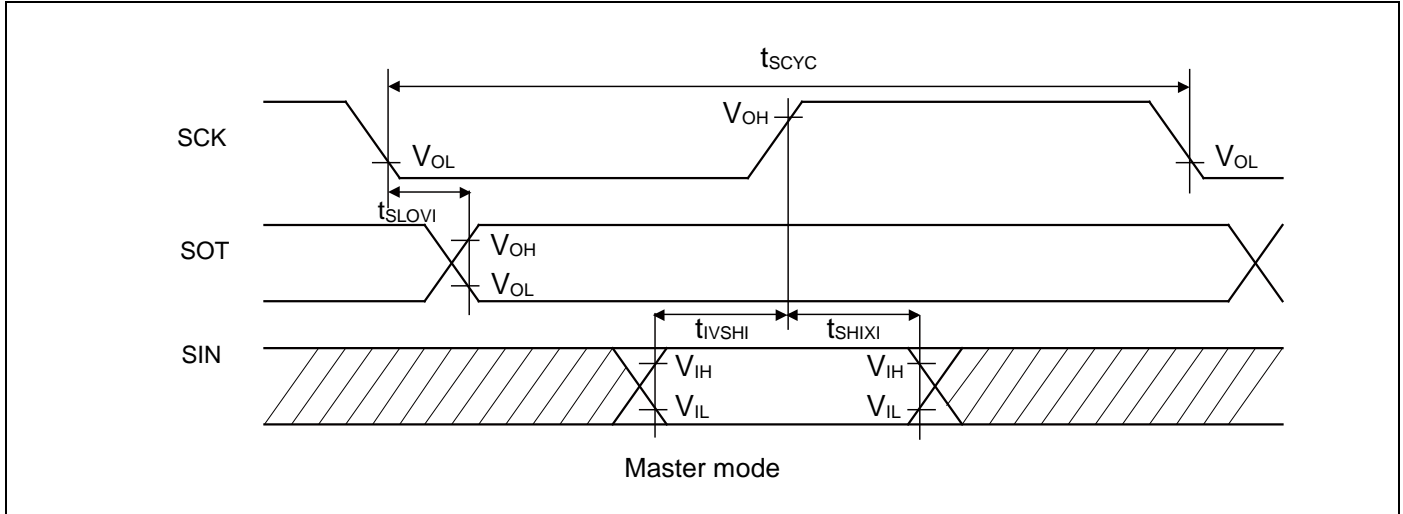 tSCYC
SCK
VOH
VOL
VOL
tSLOVI
SOT
VOH
VOL
tIVSHI
tSHIXI
SIN
VIH
VIH
VIL
VIL
Master mode